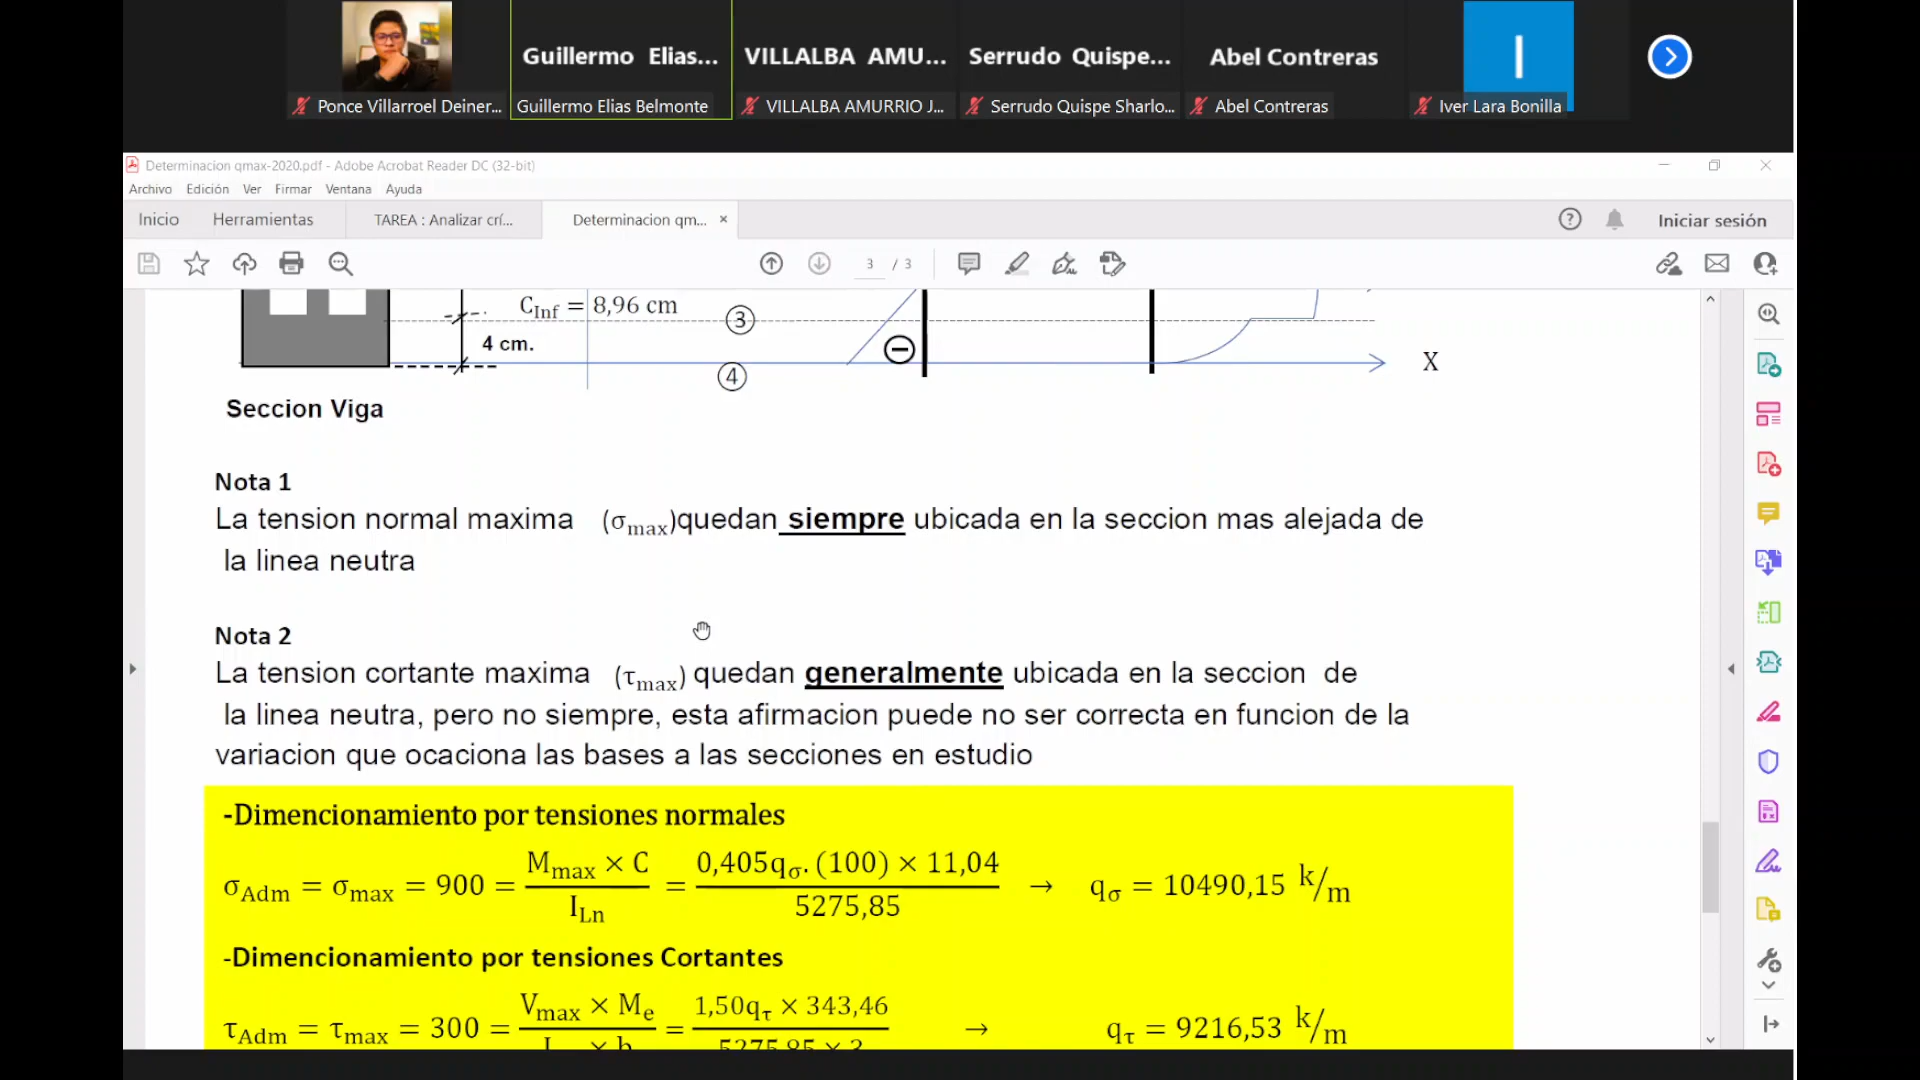 Guillermo Elias...
VILLALBA AMU...
Serrudo Quispe...
Abel Contreras
I
Ponce Villarroel Deiner...
Guillermo Elias Belmonte
VILLALBA AMURRIO J...
Serrudo Quispe Sharlo...
Abel Contreras
Iver Lara Bonilla
Determinacion qmax-2020.pdf - Adobe Acrobat Reader DC (32-bit)
Archivo Edición Ver Firmar Ventana Ayuda
Inicio Herramientas TAREA : Analizar crí... Determinacion qm... × Iniciar sesión
3 / 3
C_Inf = 8,96 cm
3
4 cm.
4
X
Seccion Viga
Nota 1
La tension normal maxima (σ_max)quedan siempre ubicada en la seccion mas alejada de
la linea neutra
Nota 2
La tension cortante maxima (τ_max) quedan generalmente ubicada en la seccion de
la linea neutra, pero no siempre, esta afirmacion puede no ser correcta en funcion de la
variacion que ocaciona las bases a las secciones en estudio
-Dimencionamiento por tensiones normales
σ_Adm = σ_max = 900 = (M_max × C)/I_Ln = (0,405q_σ.(100) × 11,04)/5275,85 → q_σ = 10490,15 k/m
-Dimencionamiento por tensiones Cortantes
τ_Adm = τ_max = 300 = V_max × M_e = 1,50q_τ × 343,46 → q_τ = 9216,53 k/m
5275,85 × 3